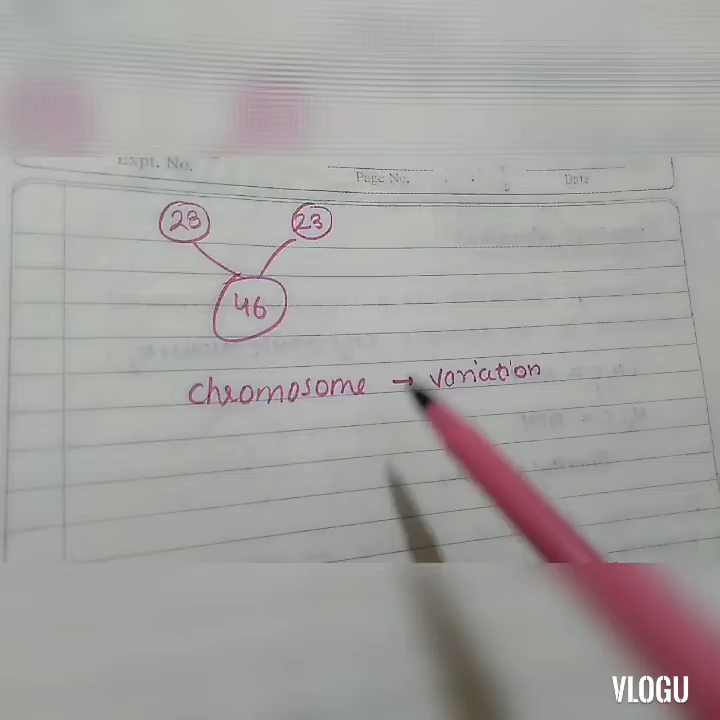 Expt. No.
Page No.
Date
23 23
46
chromosome → variation
VLOGU